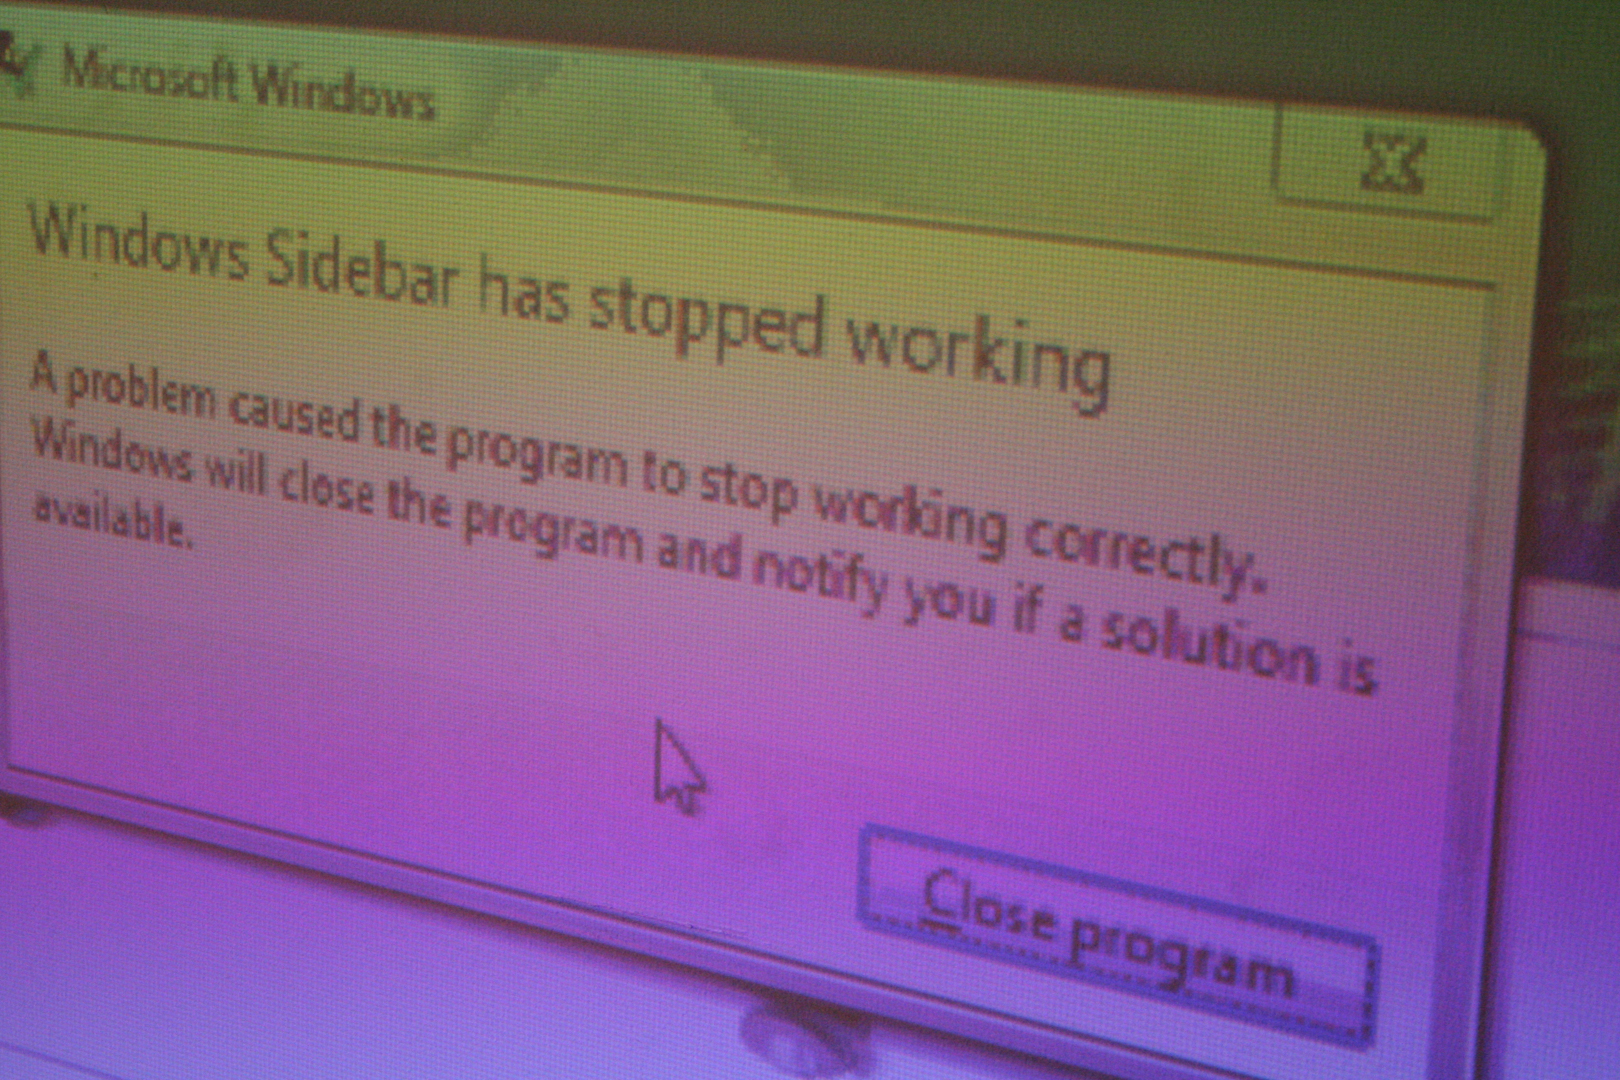 Microsoft Windows
Windows Sidebar has stopped working
A problem caused the program to stop working correctly.
Windows will close the program and notify you if a solution is
available.
Close program